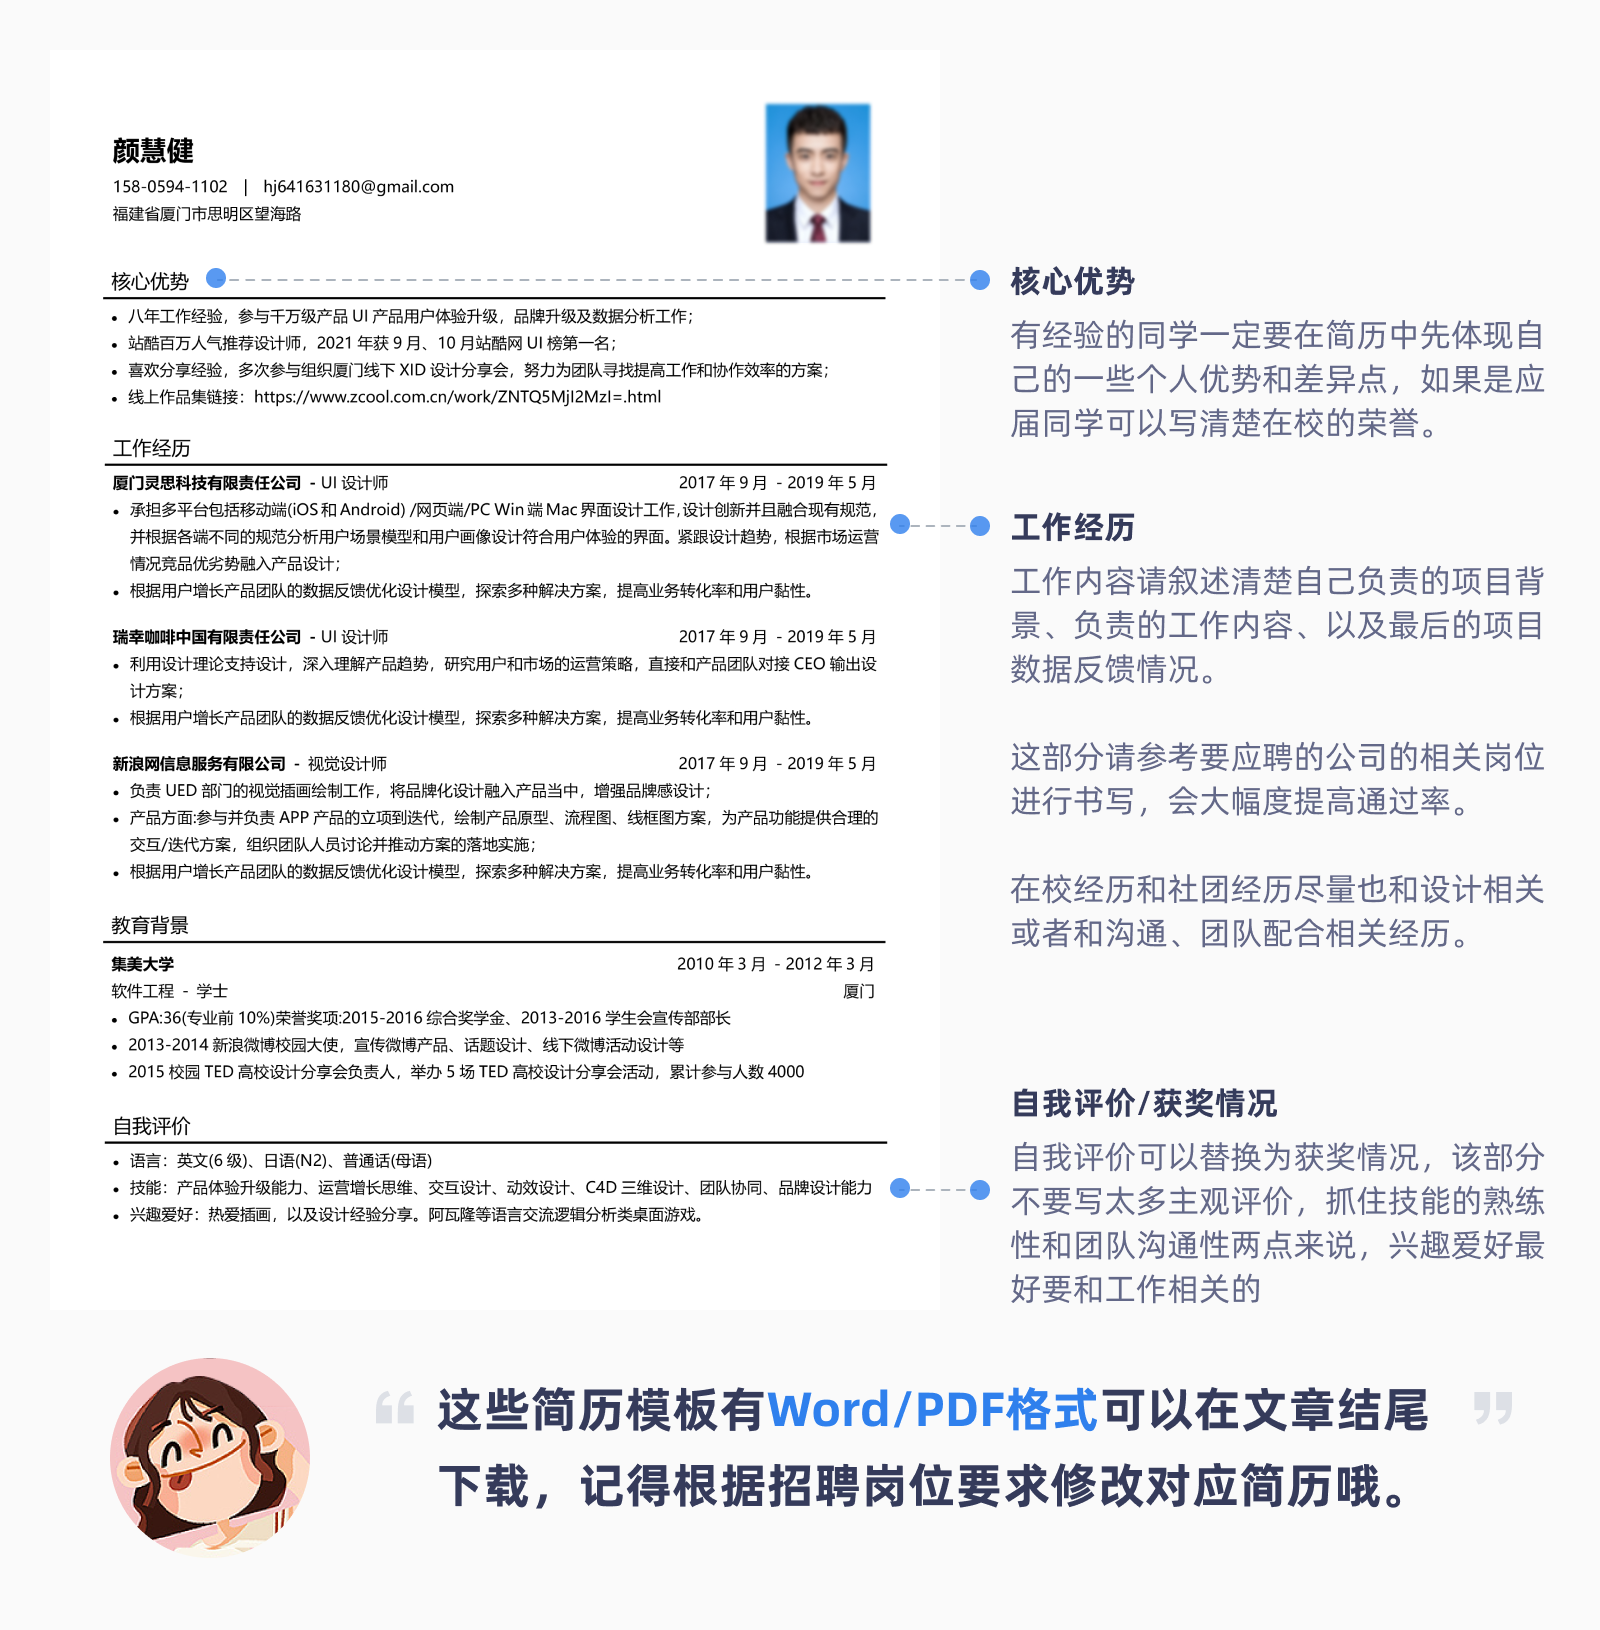 颜慧健
158-0594-1102 | hj641631180@gmail.com
福建省厦门市思明区望海路
核心优势
• 八年工作经验，参与千万级产品 UI 产品用户体验升级，品牌升级及数据分析工作；
• 站酷百万人气推荐设计师，2021 年获 9 月、10 月站酷网 UI 榜第一名；
• 喜欢分享经验，多次参与组织厦门线下 XID 设计分享会，努力为团队寻找提高工作和协作效率的方案；
• 线上作品集链接：https://www.zcool.com.cn/work/ZNTQ5MjI2MzI=.html
工作经历
厦门灵思科技有限责任公司 - UI 设计师 2017 年 9 月 - 2019 年 5 月
• 承担多平台包括移动端(iOS 和 Android) /网页端/PC Win 端 Mac 界面设计工作，设计创新并且融合现有规范，
并根据各端不同的规范分析用户场景模型和用户画像设计符合用户体验的界面。紧跟设计趋势，根据市场运营
情况竞品优劣势融入产品设计；
• 根据用户增长产品团队的数据反馈优化设计模型，探索多种解决方案，提高业务转化率和用户黏性。
瑞幸咖啡中国有限责任公司 - UI 设计师 2017 年 9 月 - 2019 年 5 月
• 利用设计理论支持设计，深入理解产品趋势，研究用户和市场的运营策略，直接和产品团队对接 CEO 输出设
计方案；
• 根据用户增长产品团队的数据反馈优化设计模型，探索多种解决方案，提高业务转化率和用户黏性。
新浪网信息服务有限公司 - 视觉设计师 2017 年 9 月 - 2019 年 5 月
• 负责 UED 部门的视觉插画绘制工作，将品牌化设计融入产品当中，增强品牌感设计；
• 产品方面:参与并负责 APP 产品的立项到迭代，绘制产品原型、流程图、线框图方案，为产品功能提供合理的
交互/迭代方案，组织团队人员讨论并推动方案的落地实施；
• 根据用户增长产品团队的数据反馈优化设计模型，探索多种解决方案，提高业务转化率和用户黏性。
教育背景
集美大学 2010 年 3 月 - 2012 年 3 月
软件工程 - 学士 厦门
• GPA:36(专业前 10%)荣誉奖项:2015-2016 综合奖学金、2013-2016 学生会宣传部部长
• 2013-2014 新浪微博校园大使，宣传微博产品、话题设计、线下微博活动设计等
• 2015 校园 TED 高校设计分享会负责人，举办 5 场 TED 高校设计分享会活动，累计参与人数 4000
自我评价
• 语言：英文(6 级)、日语(N2)、普通话(母语)
• 技能：产品体验升级能力、运营增长思维、交互设计、动效设计、C4D 三维设计、团队协同、品牌设计能力
• 兴趣爱好：热爱插画，以及设计经验分享。阿瓦隆等语言交流逻辑分析类桌面游戏。
核心优势
有经验的同学一定要在简历中先体现自
己的一些个人优势和差异点，如果是应
届同学可以写清楚在校的荣誉。
工作经历
工作内容请叙述清楚自己负责的项目背
景、负责的工作内容、以及最后的项目
数据反馈情况。
这部分请参考要应聘的公司的相关岗位
进行书写，会大幅度提高通过率。
在校经历和社团经历尽量也和设计相关
或者和沟通、团队配合相关经历。
自我评价/获奖情况
自我评价可以替换为获奖情况，该部分
不要写太多主观评价，抓住技能的熟练
性和团队沟通性两点来说，兴趣爱好最
好要和工作相关的
“ 这些简历模板有Word/PDF格式可以在文章结尾 ”
下载，记得根据招聘岗位要求修改对应简历哦。